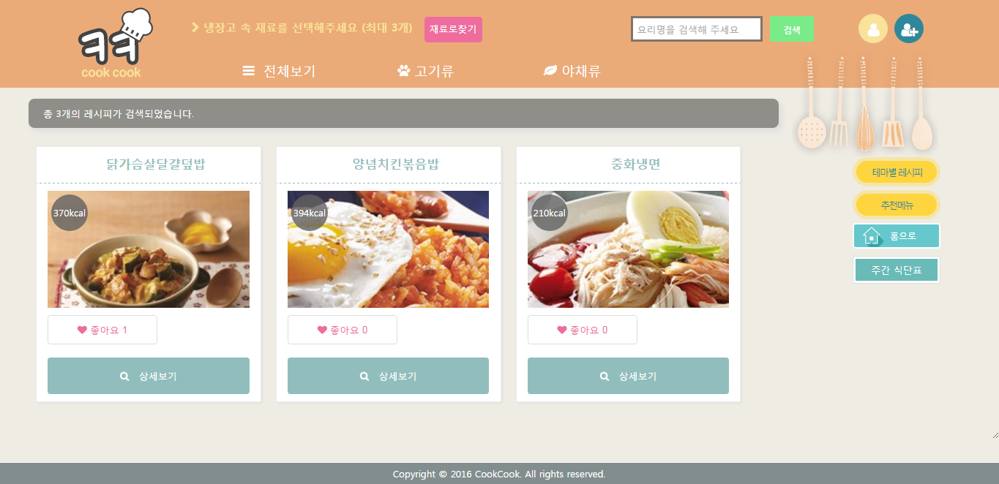 쿡쿡
cook cook
냉장고 속 재료를 선택해주세요 (최대 3개)
재료로찾기
요리명을 검색해 주세요
검색
전체보기
고기류
야채류
총 3개의 레시피가 검색되었습니다.
닭가슴살달걀덮밥
370kcal
좋아요 1
상세보기
양념치킨볶음밥
394kcal
좋아요 0
상세보기
중화냉면
210kcal
좋아요 0
상세보기
테마별 레시피
추천메뉴
홈으로
주간 식단표
Copyright © 2016 CookCook. All rights reserved.